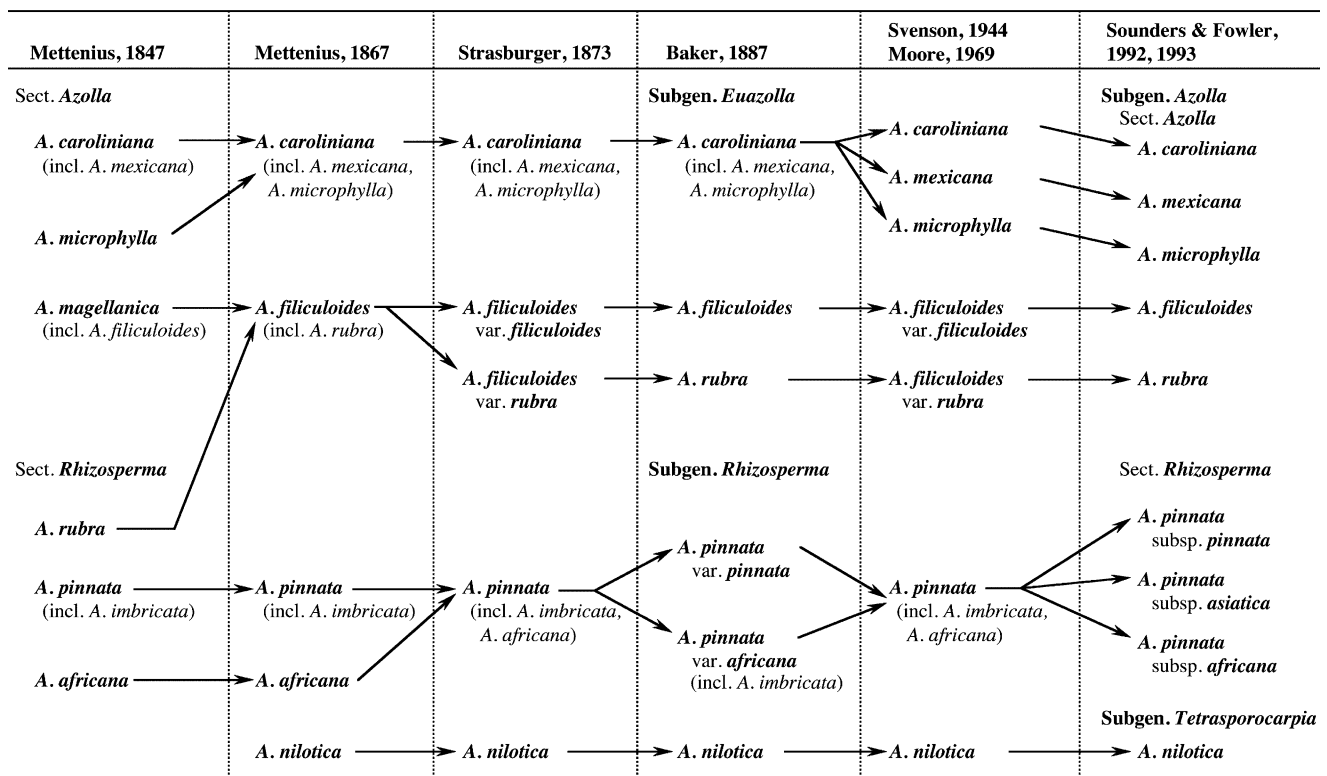 Mettenius, 1847
Mettenius, 1867
Strasburger, 1873
Baker, 1887
Svenson, 1944
Moore, 1969
Sounders & Fowler,
1992, 1993
Sect. Azolla
A. caroliniana
(incl. A. mexicana)
A. microphylla
A. magellanica
(incl. A. filiculoides)
Sect. Rhizosperma
A. rubra
A. pinnata
(incl. A. imbricata)
A. africana
A. caroliniana
(incl. A. mexicana,
A. microphylla)
A. filiculoides
(incl. A. rubra)
A. pinnata
(incl. A. imbricata)
A. africana
A. nilotica
A. caroliniana
(incl. A. mexicana,
A. microphylla)
A. filiculoides
var. filiculoides
A. filiculoides
var. rubra
A. pinnata
(incl. A. imbricata,
A. africana)
A. nilotica
Subgen. Euazolla
A. caroliniana
(incl. A. mexicana,
A. microphylla)
A. filiculoides
A. rubra
Subgen. Rhizosperma
A. pinnata
var. pinnata
A. pinnata
var. africana
(incl. A. imbricata)
A. nilotica
A. caroliniana
A. mexicana
A. microphylla
A. filiculoides
var. filiculoides
A. filiculoides
var. rubra
A. pinnata
(incl. A. imbricata,
A. africana)
A. nilotica
Subgen. Azolla
Sect. Azolla
A. caroliniana
A. mexicana
A. microphylla
A. filiculoides
A. rubra
Sect. Rhizosperma
A. pinnata
subsp. pinnata
A. pinnata
subsp. asiatica
A. pinnata
subsp. africana
Subgen. Tetrasporocarpia
A. nilotica